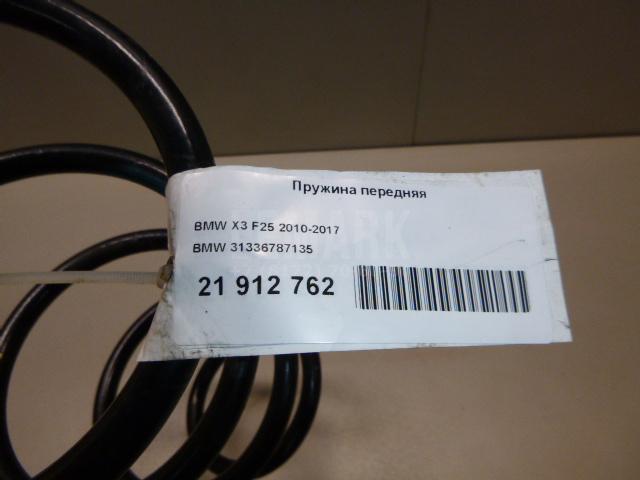 Пружина передняя
BMW X3 F25 2010-2017
BMW 31336787135
21 912 762